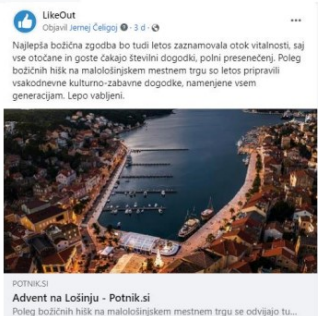 LikeOut
Objavil Jernej Čeligoj · 3 d ·
Najlepša božična zgodba bo tudi letos zaznamovala otok vitalnosti, saj
vse otočane in goste čakajo številni dogodki, polni presenečenj. Poleg
božičnih hišk na malološinjskem mestnem trgu so letos pripravili
vsakodnevne kulturno-zabavne dogodke, namenjene vsem
generacijam. Lepo vabljeni.
POTNIK.SI
Advent na Lošinju - Potnik.si
Poleg božičnih hišk na malološinjskem mestnem trgu se odvijajo tu...